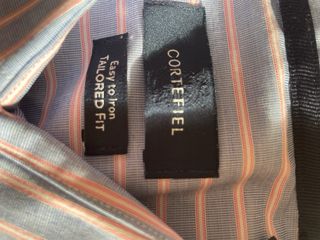 CORTEFIEL
Easy to Iron
TAILORED FIT